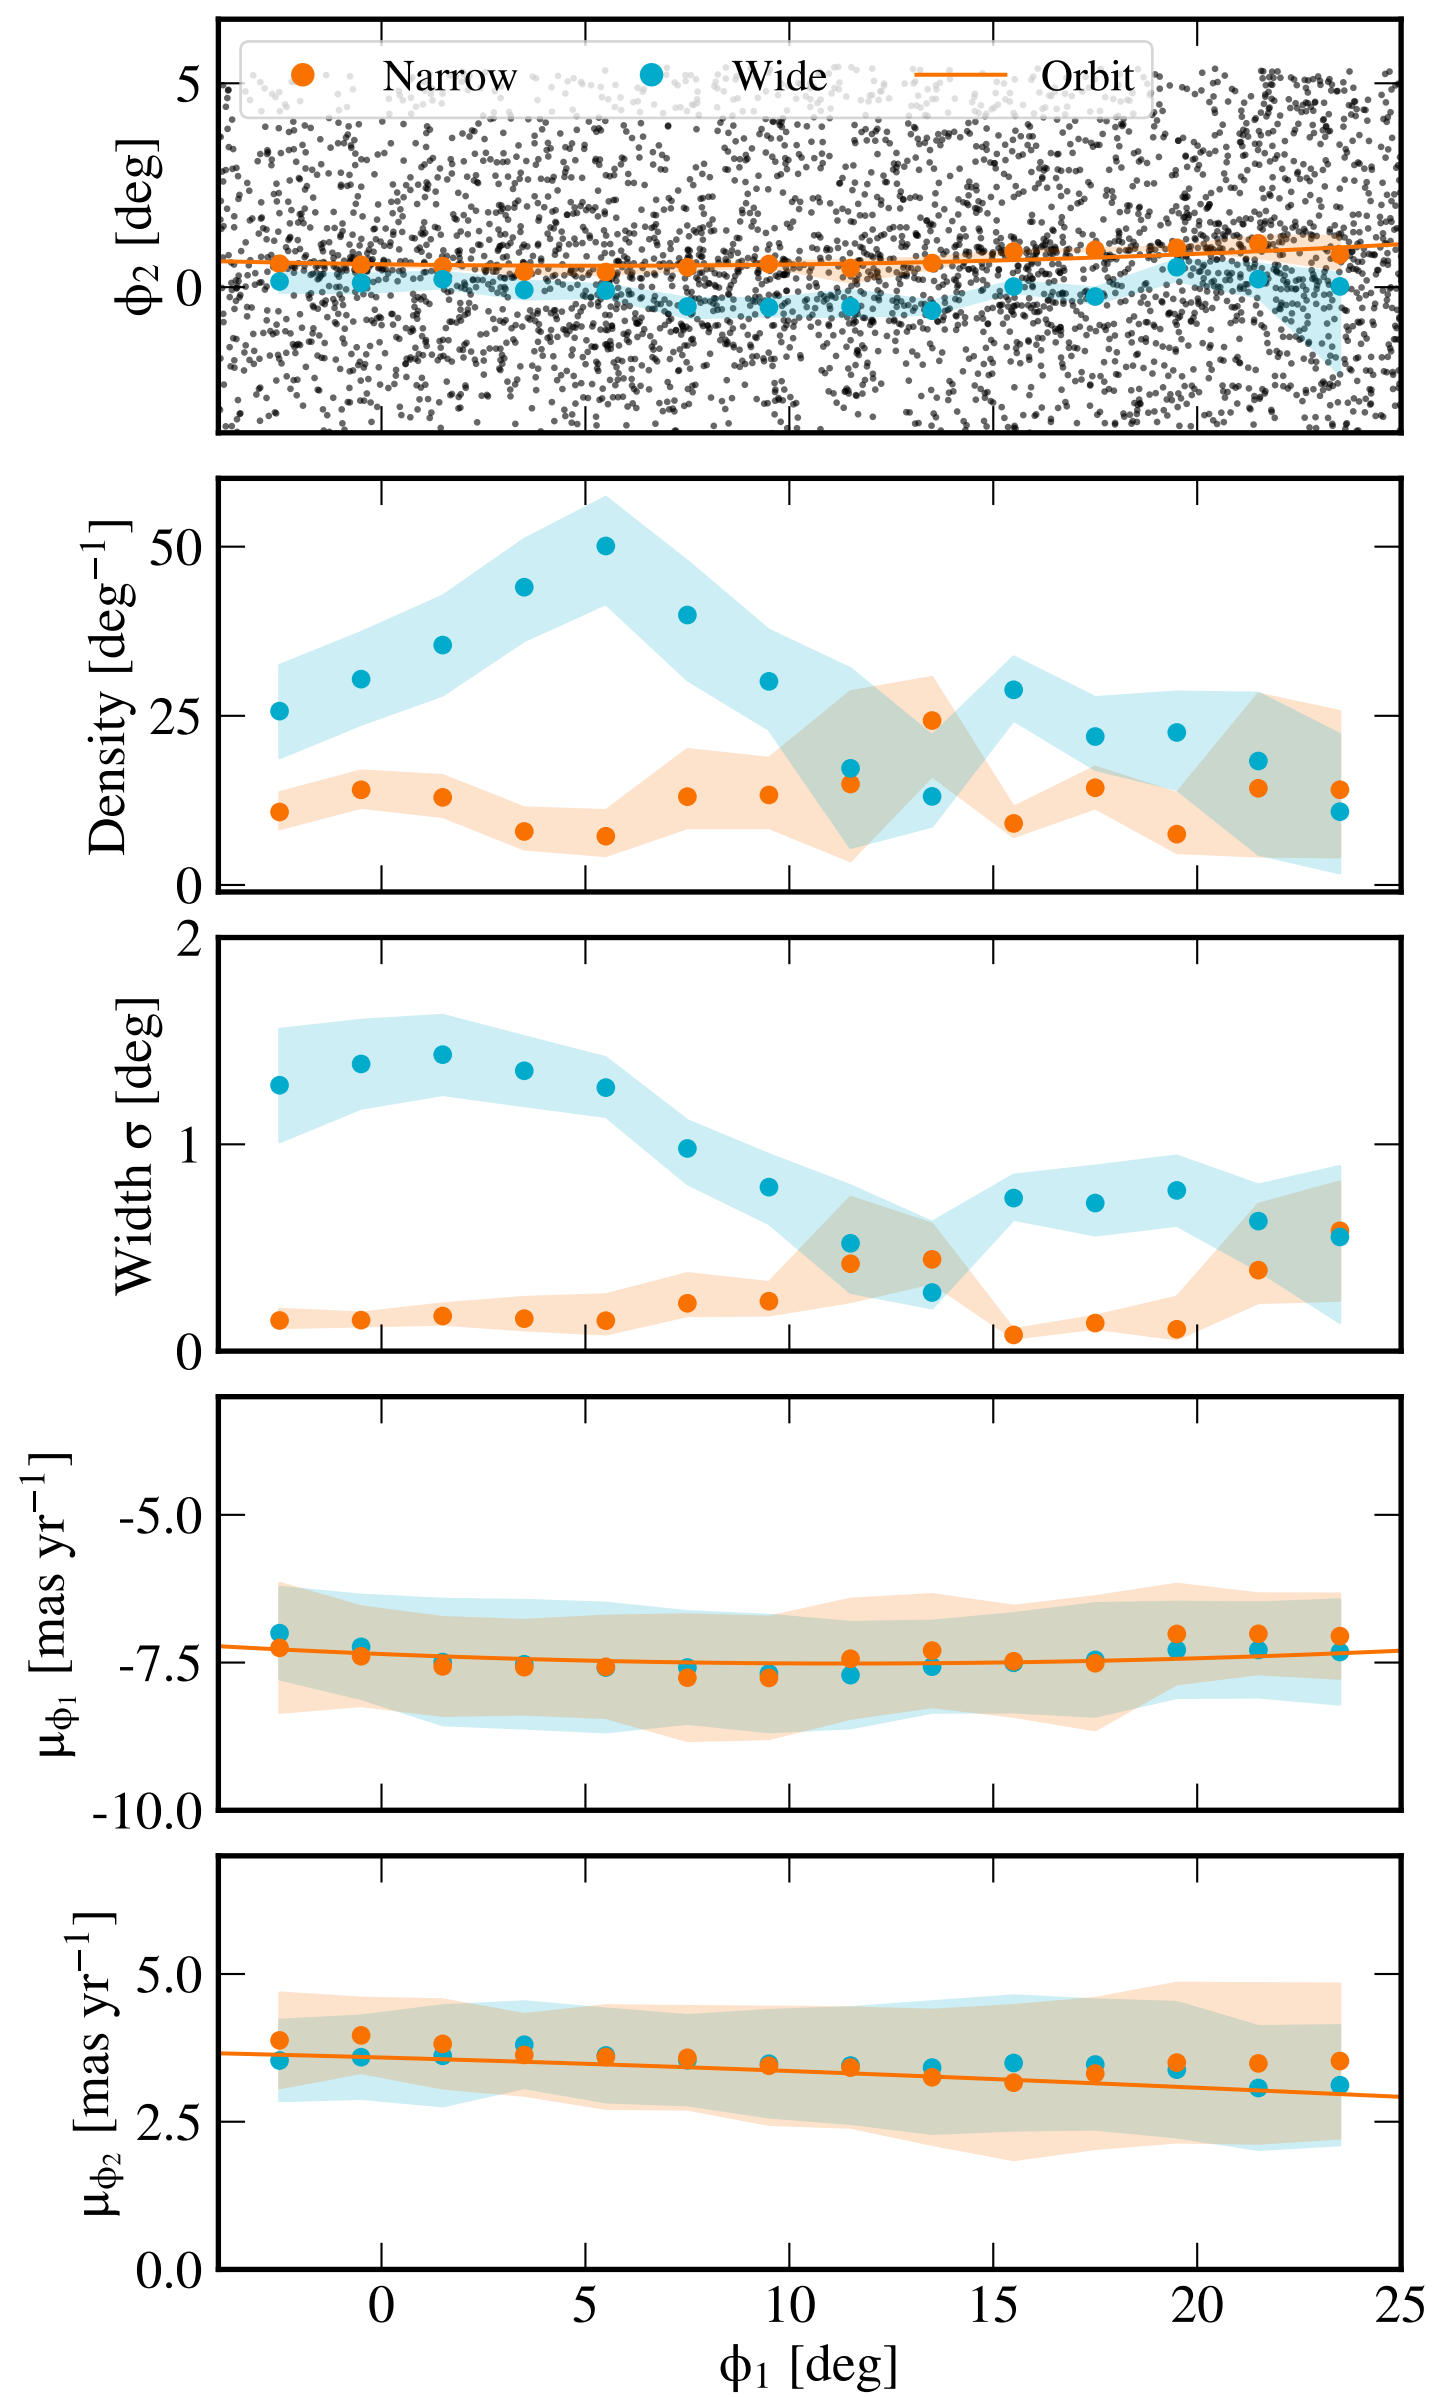 Narrow Wide Orbit
5
0
ϕ₂ [deg]
50
25
0
Density [deg⁻¹]
2
1
0
Width σ [deg]
-5.0
-7.5
-10.0
μ_ϕ₁ [mas yr⁻¹]
5.0
2.5
0.0
μ_ϕ₂ [mas yr⁻¹]
0 5 10 15 20 25
ϕ₁ [deg]